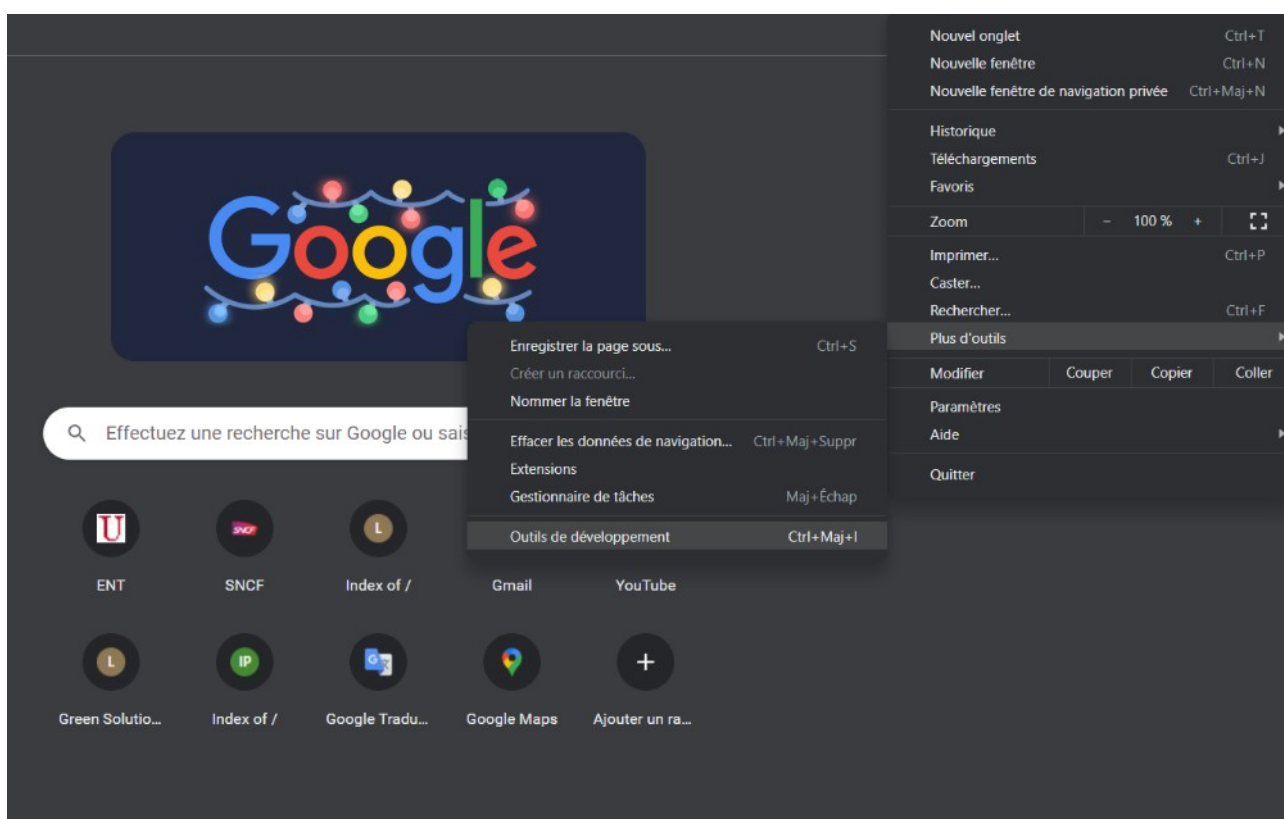 Nouvel onglet Ctrl+T
Nouvelle fenêtre Ctrl+N
Nouvelle fenêtre de navigation privée Ctrl+Maj+N
Historique
Téléchargements Ctrl+J
Favoris
Zoom - 100 % +
Imprimer... Ctrl+P
Caster...
Rechercher... Ctrl+F
Plus d'outils
Modifier Couper Copier Coller
Paramètres
Aide
Quitter
Google
Enregistrer la page sous... Ctrl+S
Créer un raccourci...
Nommer la fenêtre
Effacer les données de navigation... Ctrl+Maj+Suppr
Extensions
Gestionnaire de tâches Maj+Échap
Outils de développement Ctrl+Maj+I
Effectuez une recherche sur Google ou sais
U SNCF L
ENT SNCF Index of / Gmail YouTube
L IP G
Green Solutio... Index of / Google Tradu... Google Maps Ajouter un ra...